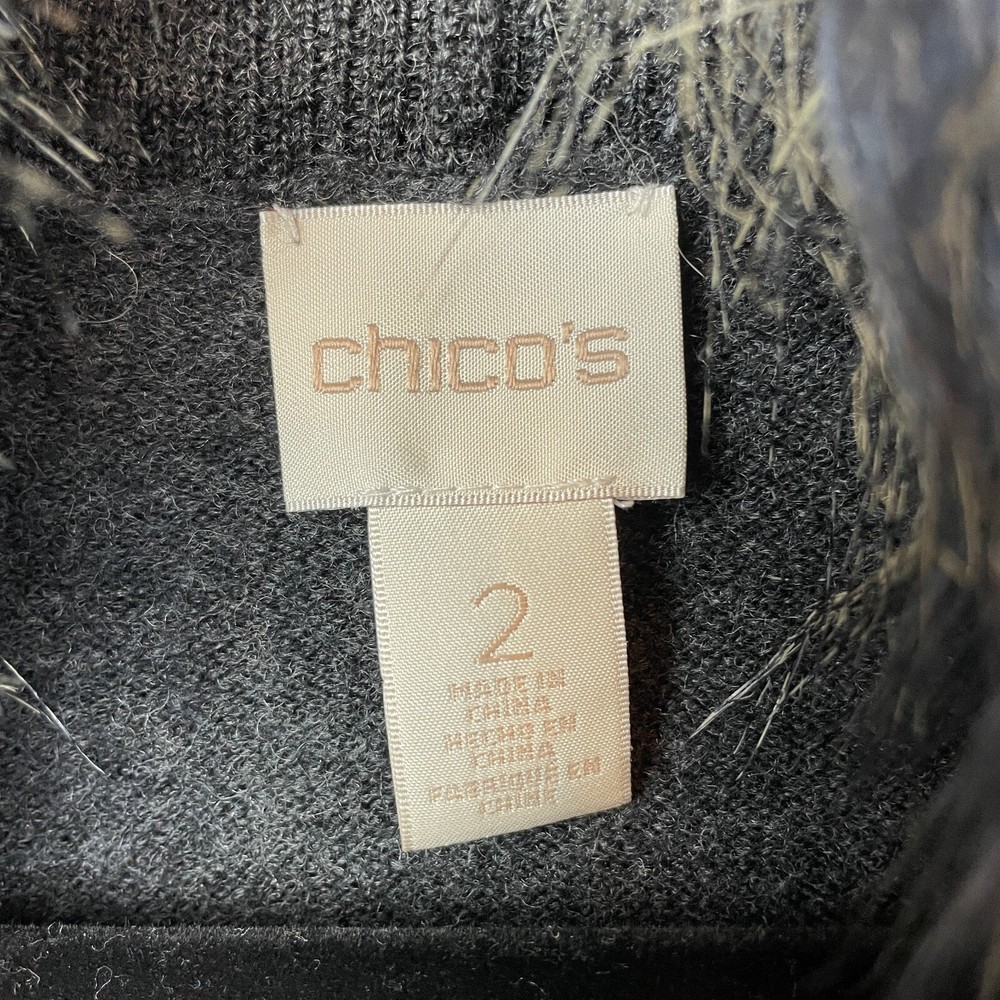 chico's
2
MADE IN
CHINA
HECHO EN
CHINA
FABRIQUE EN
CHINE